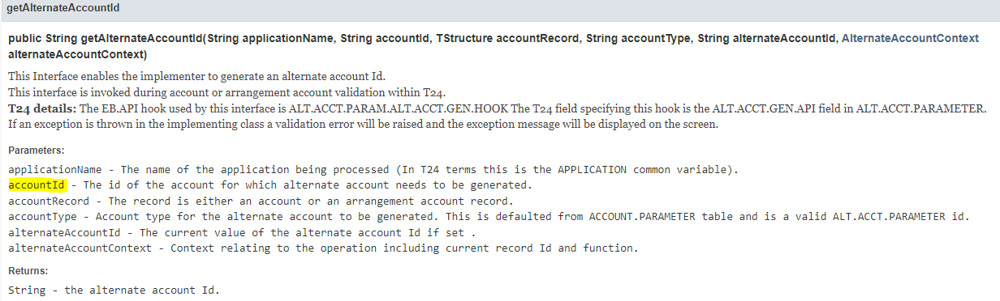 getAlternateAccountId
public String getAlternateAccountId(String applicationName, String accountId, TStructure accountRecord, String accountType, String alternateAccountId, AlternateAccountContext
alternateAccountContext)
This Interface enables the implementer to generate an alternate account Id.
This interface is invoked during account or arrangement account validation within T24.
T24 details: The EB.API hook used by this interface is ALT.ACCT.PARAM.ALT.ACCT.GEN.HOOK The T24 field specifying this hook is the ALT.ACCT.GEN.API field in ALT.ACCT.PARAMETER.
If an exception is thrown in the implementing class a validation error will be raised and the exception message will be displayed on the screen.
Parameters:
applicationName - The name of the application being processed (In T24 terms this is the APPLICATION common variable).
accountId - The id of the account for which alternate account needs to be generated.
accountRecord - The record is either an account or an arrangement account record.
accountType - Account type for the alternate account to be generated. This is defaulted from ACCOUNT.PARAMETER table and is a valid ALT.ACCT.PARAMETER id.
alternateAccountId - The current value of the alternate account Id if set .
alternateAccountContext - Context relating to the operation including current record Id and function.
Returns:
String - the alternate account Id.